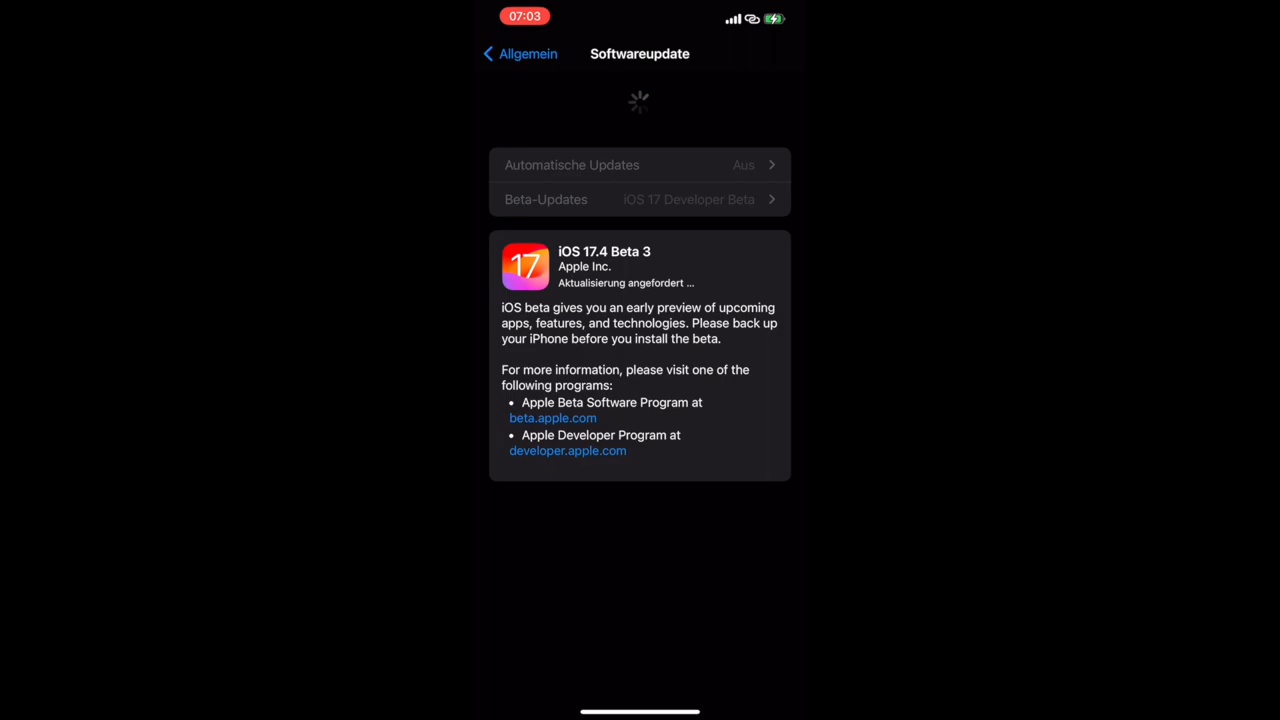 07:03
Allgemein
Softwareupdate
Automatische Updates Aus
Beta-Updates iOS 17 Developer Beta
17
iOS 17.4 Beta 3
Apple Inc.
Aktualisierung angefordert ...
iOS beta gives you an early preview of upcoming
apps, features, and technologies. Please back up
your iPhone before you install the beta.
For more information, please visit one of the
following programs:
• Apple Beta Software Program at
beta.apple.com
• Apple Developer Program at
developer.apple.com